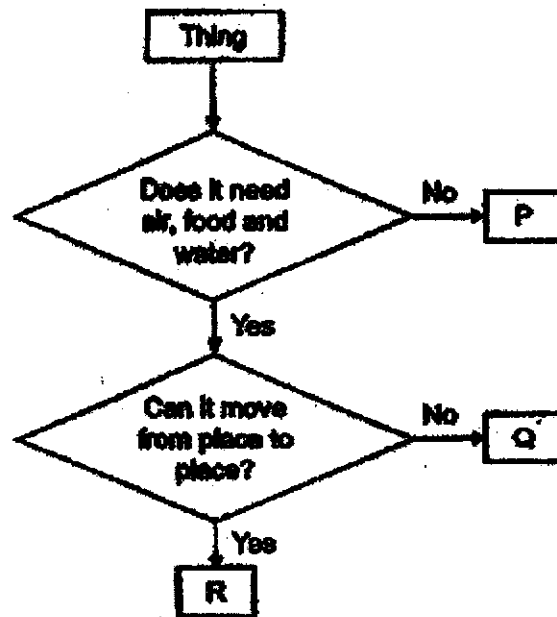 Thing
Does it need
air, food and
water?
No
P
Yes
Can it move
from place to
place?
No
Q
Yes
R